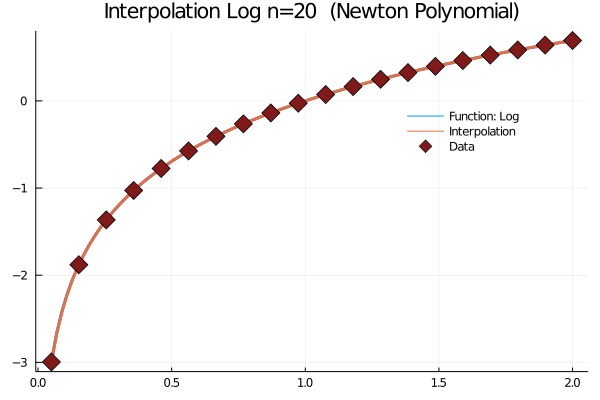 Interpolation Log n=20 (Newton Polynomial)
0
Function: Log
Interpolation
Data
−1
−2
−3
0.0 0.5 1.0 1.5 2.0